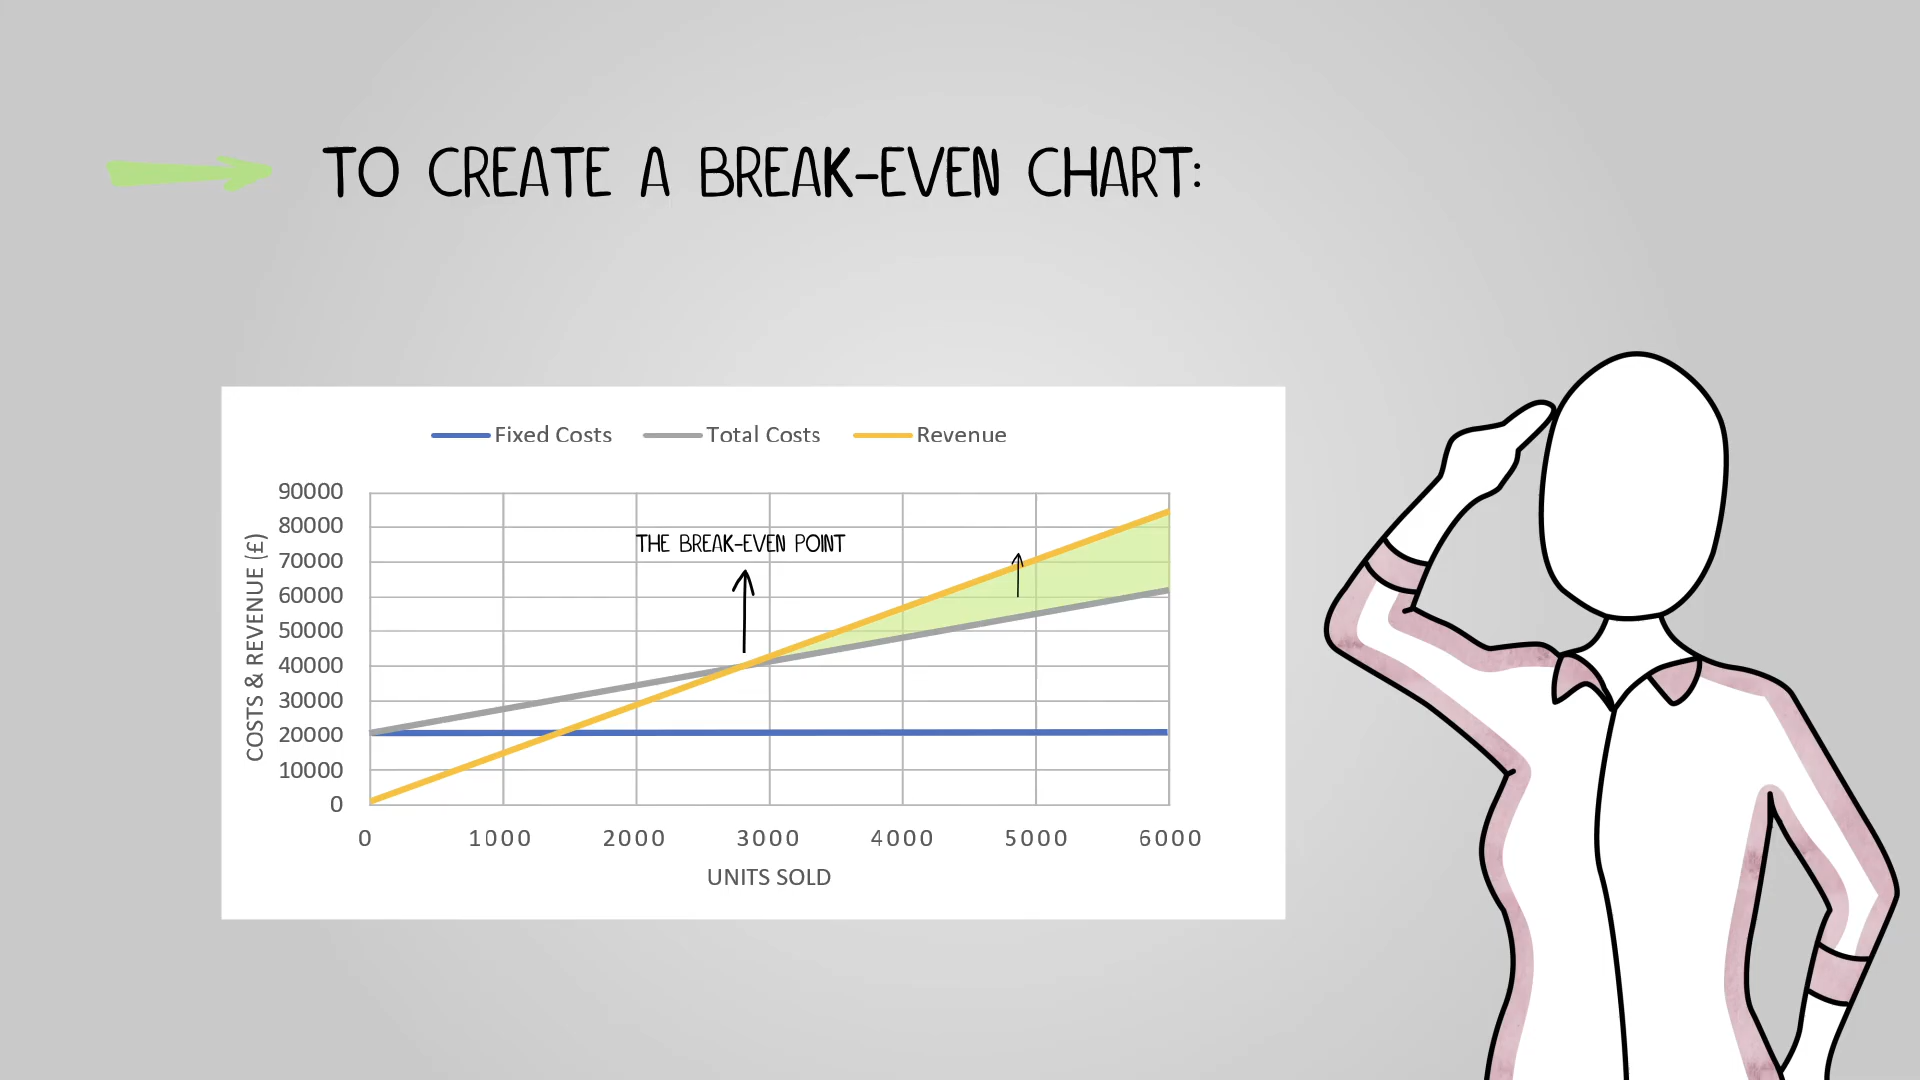 TO CREATE A BREAK-EVEN CHART:
Fixed Costs Total Costs Revenue
90000
80000
THE BREAK-EVEN POINT
70000
60000
50000
40000
30000
20000
10000
0
COSTS & REVENUE (£)
0 1000 2000 3000 4000 5000 6000
UNITS SOLD